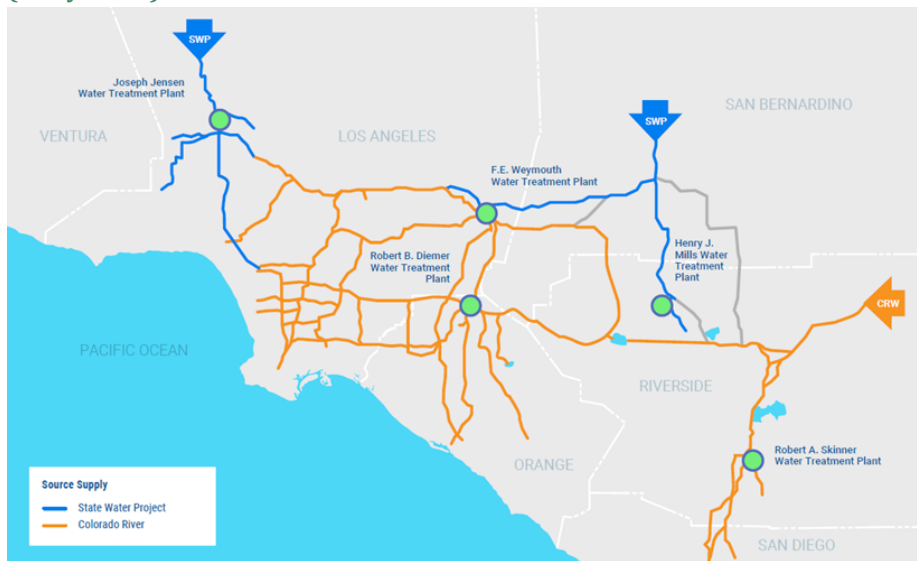 SWP
Joseph Jensen
Water Treatment Plant
SAN BERNARDINO
SWP
VENTURA
LOS ANGELES
F.E. Weymouth
Water Treatment Plant
Henry J.
Mills Water
Treatment
Plant
Robert B. Diemer
Water Treatment
Plant
CRW
PACIFIC OCEAN
RIVERSIDE
Robert A. Skinner
Water Treatment Plant
ORANGE
Source Supply
State Water Project
Colorado River
SAN DIEGO